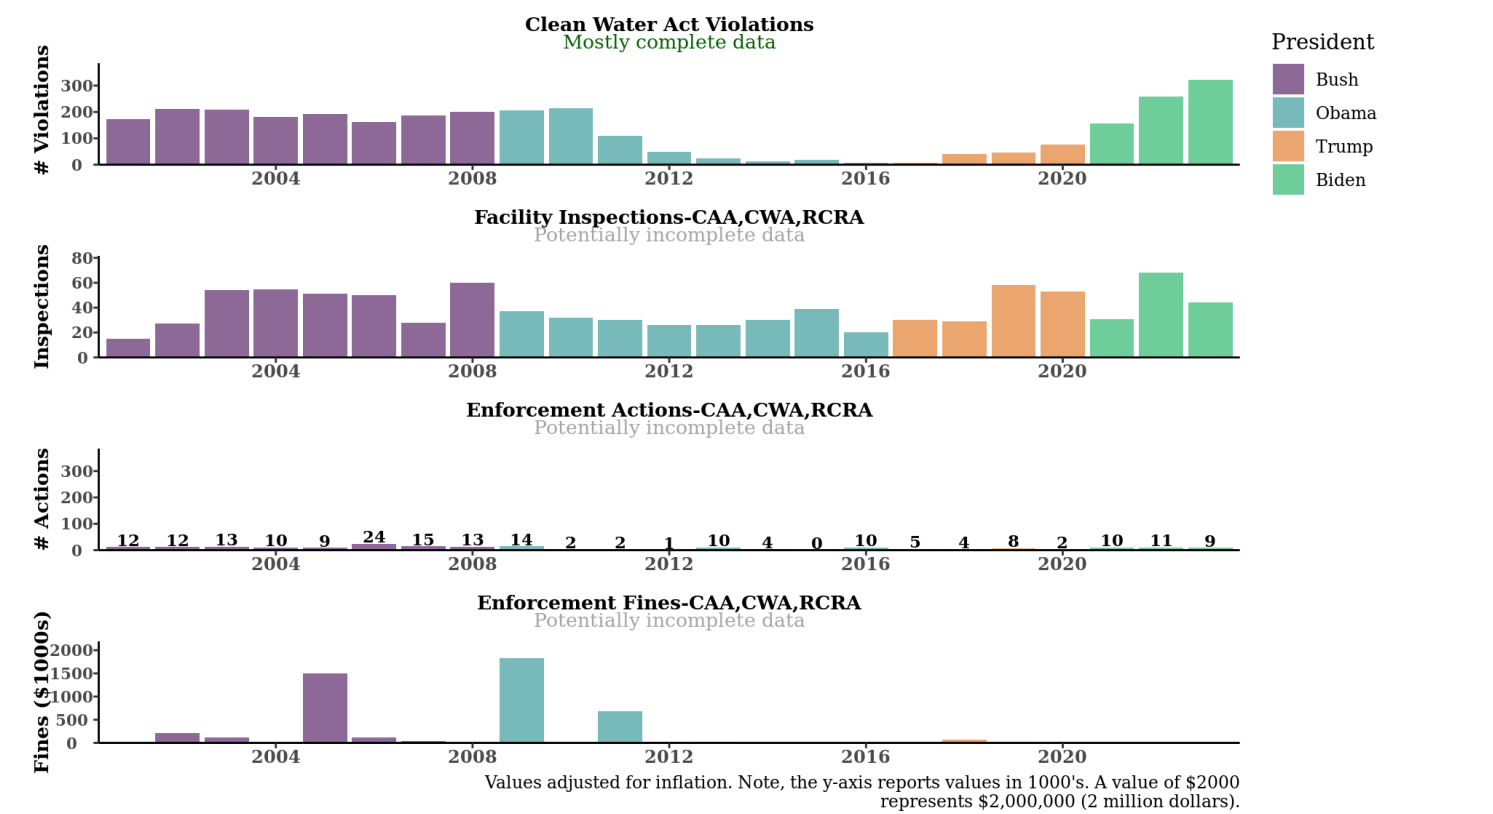 Clean Water Act Violations
Mostly complete data
# Violations
300
200
100
0
2004 2008 2012 2016 2020
President
Bush
Obama
Trump
Biden
Facility Inspections-CAA,CWA,RCRA
Potentially incomplete data
Inspections
80
60
40
20
0
2004 2008 2012 2016 2020
Enforcement Actions-CAA,CWA,RCRA
Potentially incomplete data
# Actions
300
200
100
0
12 12 13 10 9 24 15 13 14 2 2 1 10 4 0 10 5 4 8 2 10 11 9
2004 2008 2012 2016 2020
Enforcement Fines-CAA,CWA,RCRA
Potentially incomplete data
Fines ($1000s)
2000
1500
1000
500
0
2004 2008 2012 2016 2020
Values adjusted for inflation. Note, the y-axis reports values in 1000's. A value of $2000
represents $2,000,000 (2 million dollars).